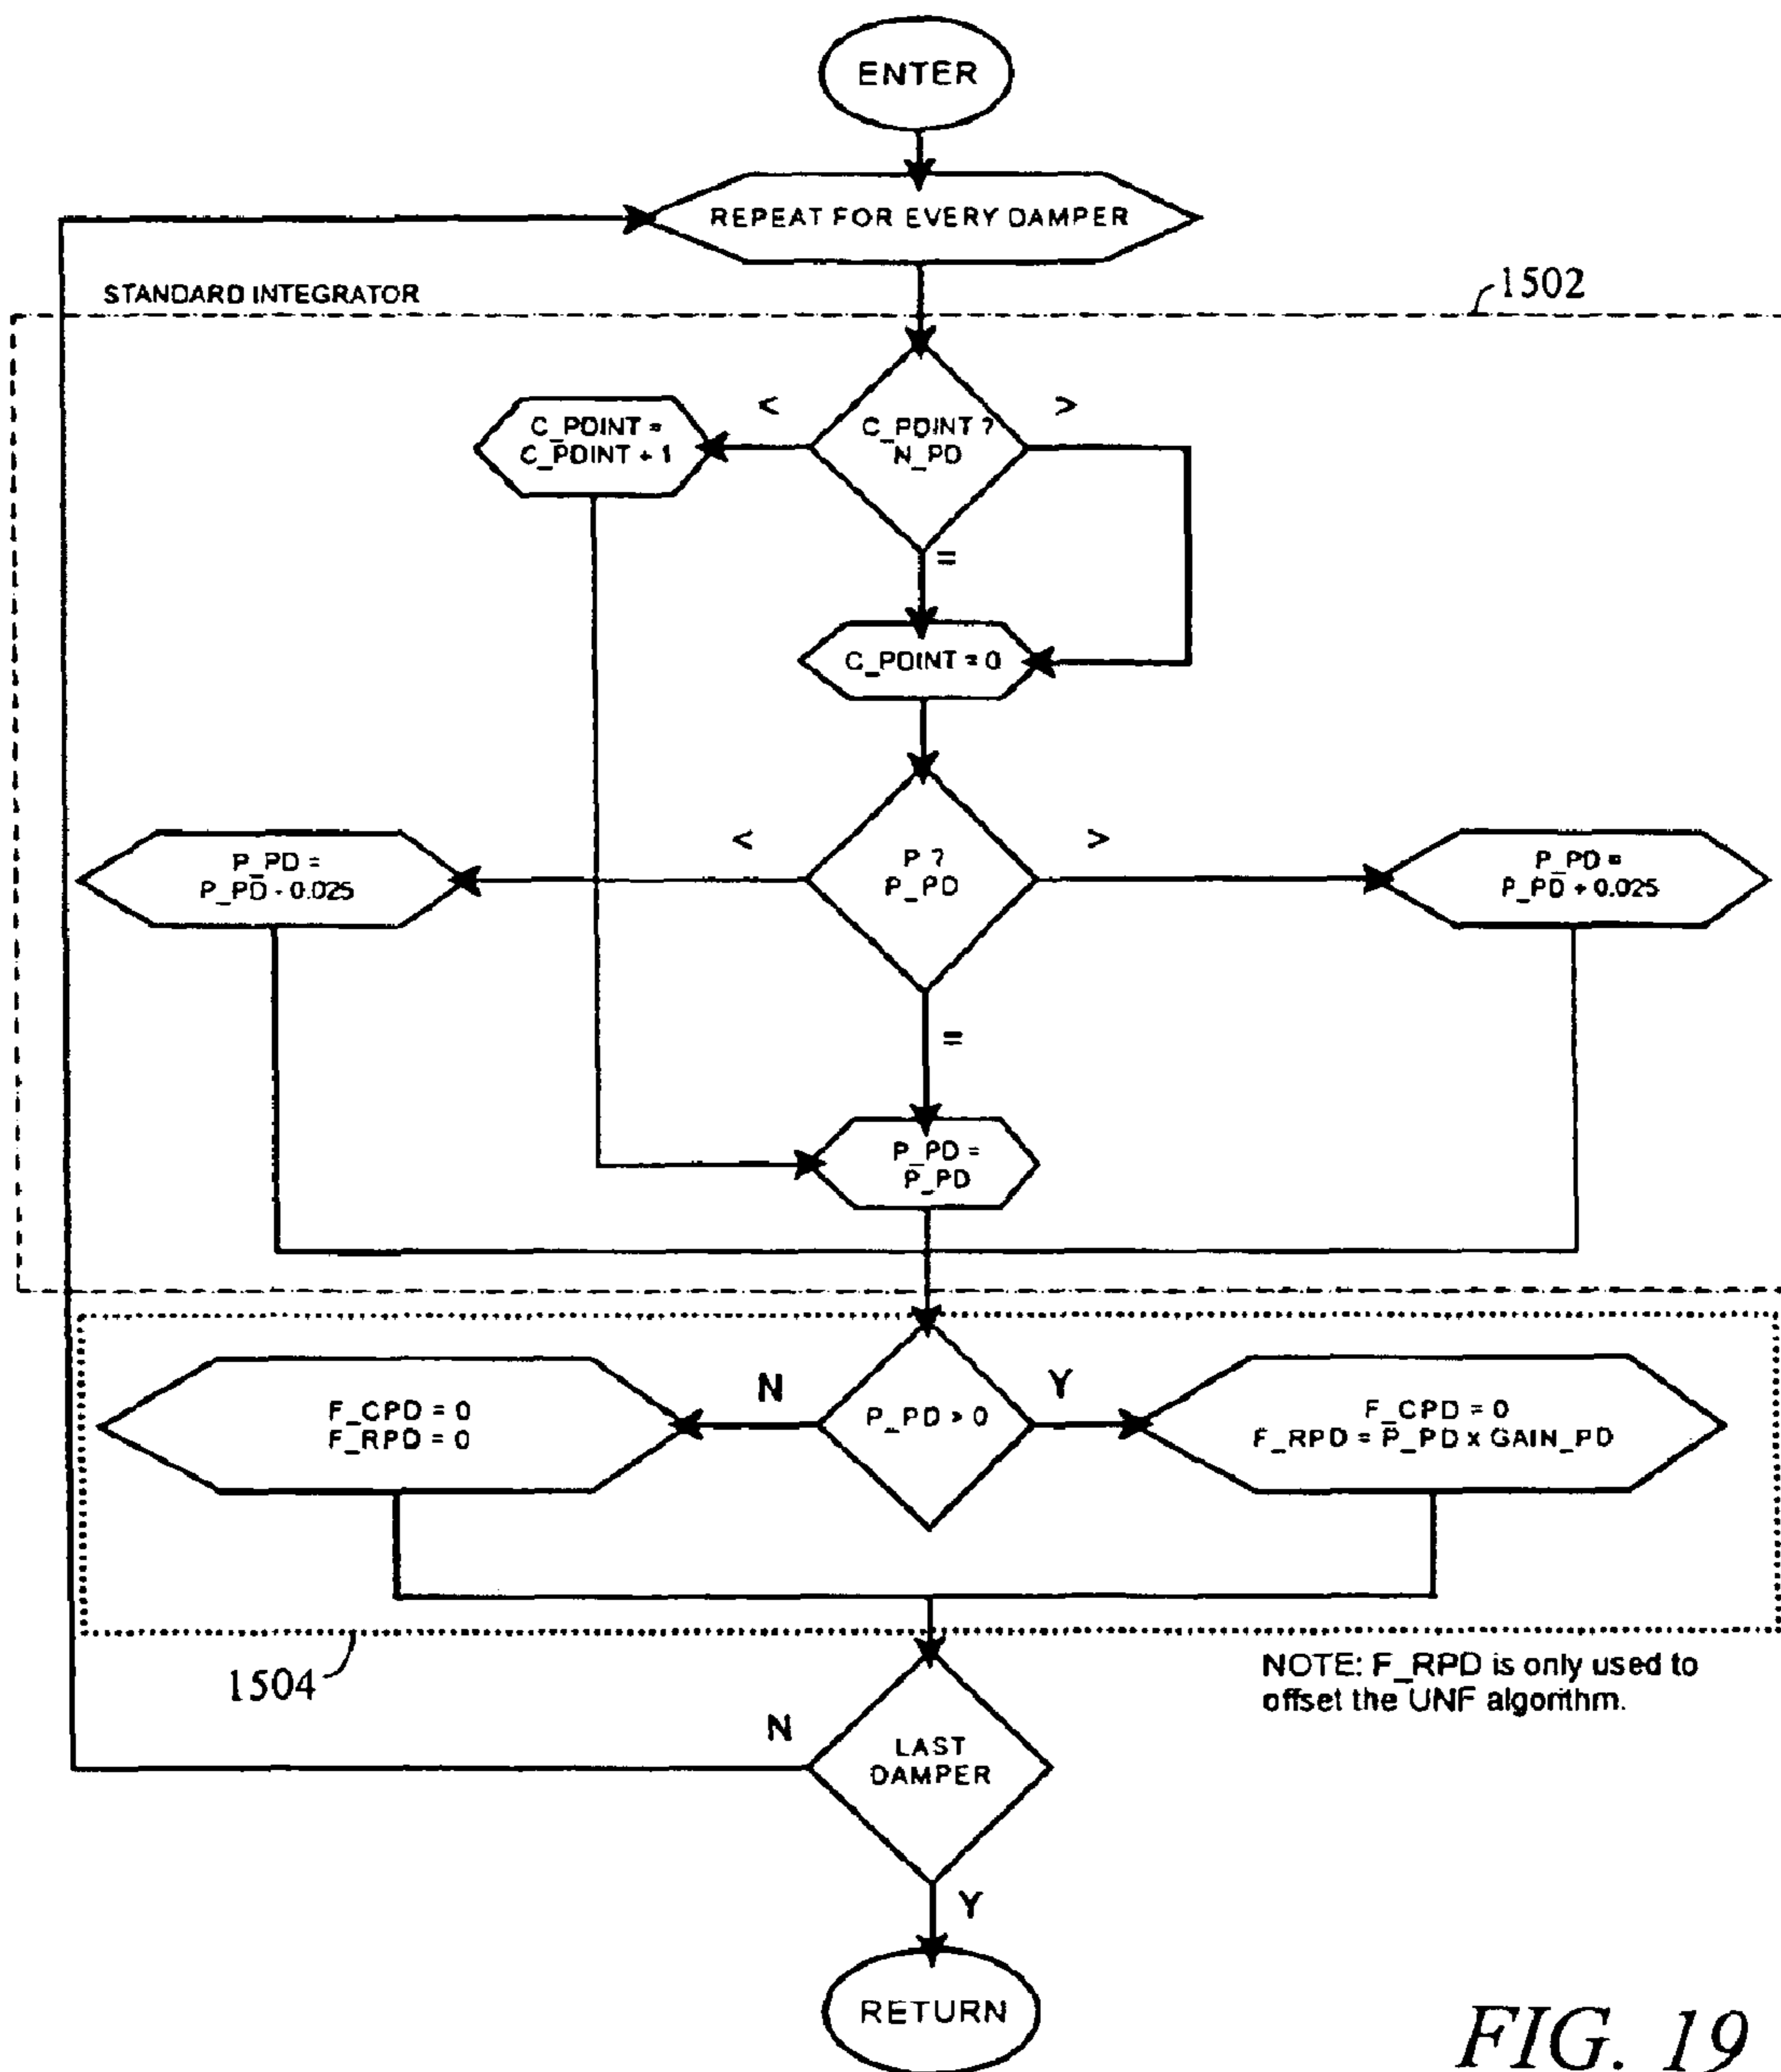 ENTER
REPEAT FOR EVERY DAMPER
STANDARD INTEGRATOR
1502
<
>
C_POINT =
C_POINT + 1
C_POINT ?
N_PD
=
C_POINT = 0
<
>
P_PD =
P_PD - 0.025
P ?
P_PD
P_PD =
P_PD + 0.025
=
P_PD =
P_PD
N
Y
F_CPD = 0
F_RPD = 0
P_PD > 0
F_CPD = 0
F_RPD = P_PD x GAIN_PD
1504
NOTE: F_RPD is only used to
offset the UNF algorithm.
N
LAST
DAMPER
Y
RETURN
FIG. 19